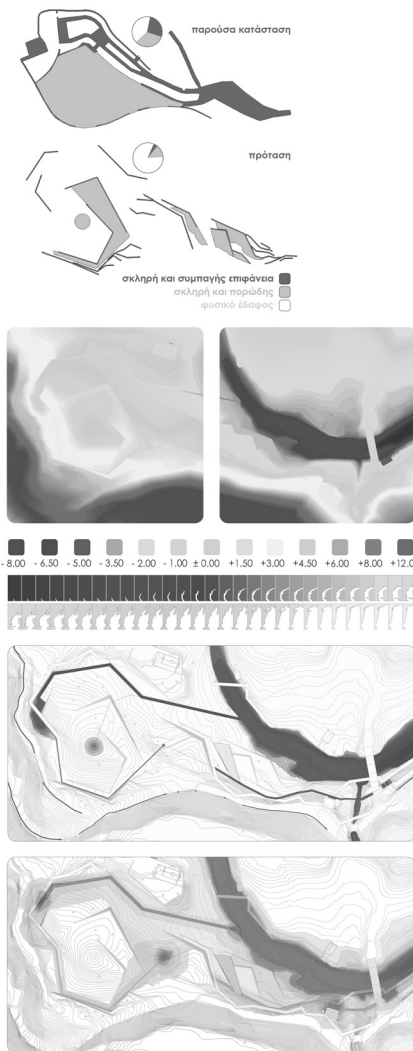 παρούσα κατάσταση
πρόταση
σκληρή και συμπαγής επιφάνεια
σκληρή και πορώδης
φυσικό έδαφος
- 8.00 - 6.50 - 5.00 - 3.50 - 2.00 - 1.00 ± 0.00 +1.50 +3.00 +4.50 +6.00 +8.00 +12.0